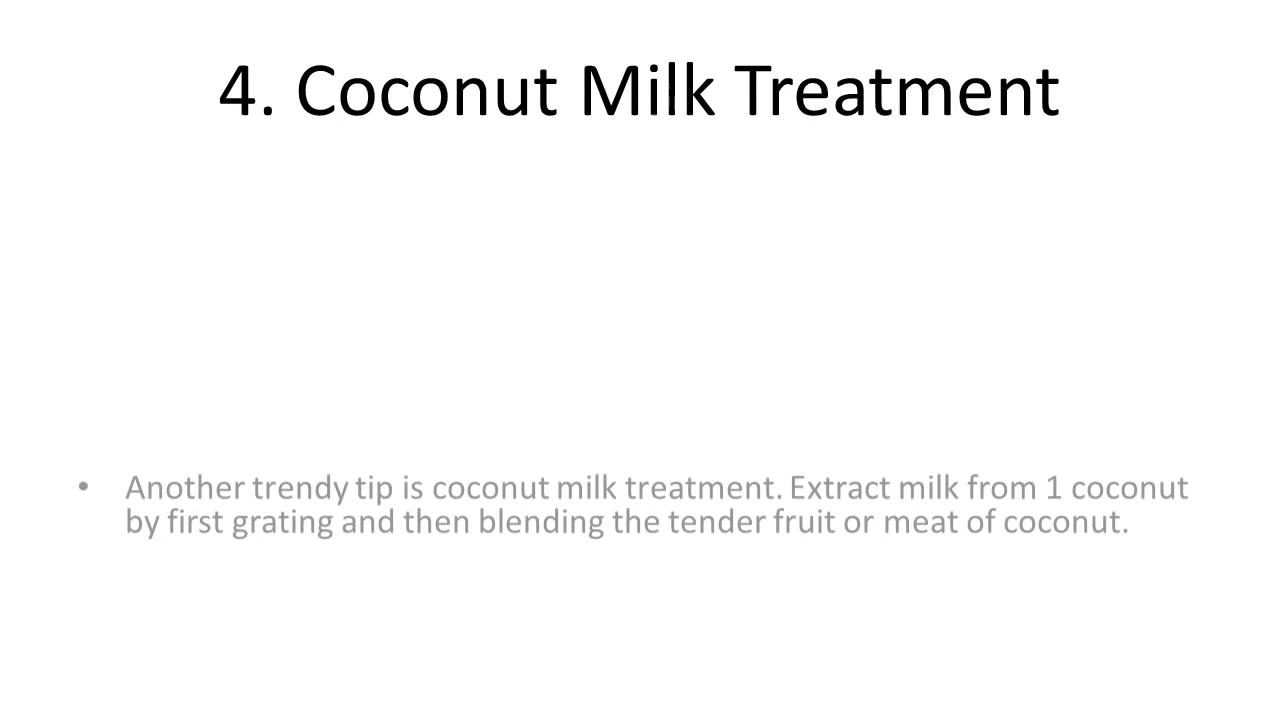 4. Coconut Milk Treatment
• Another trendy tip is coconut milk treatment. Extract milk from 1 coconut
by first grating and then blending the tender fruit or meat of coconut.